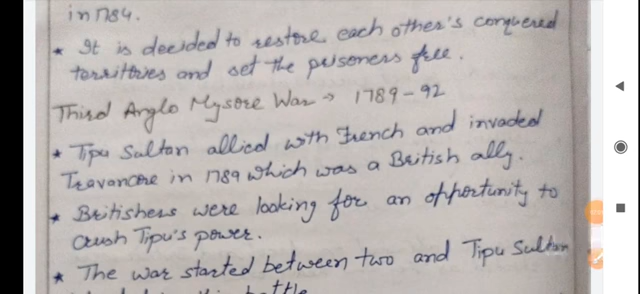 in 1784.
* It is decided to restore each other's conquered
territories and set the prisoners free.
Third Anglo Mysore War → 1789-92
* Tipu Sultan allied with French and invaded
Travancore in 1789 which was a British ally.
* Britishers were looking for an opportunity to
crush Tipu's power.
* The war started between two and Tipu Sultan
battle